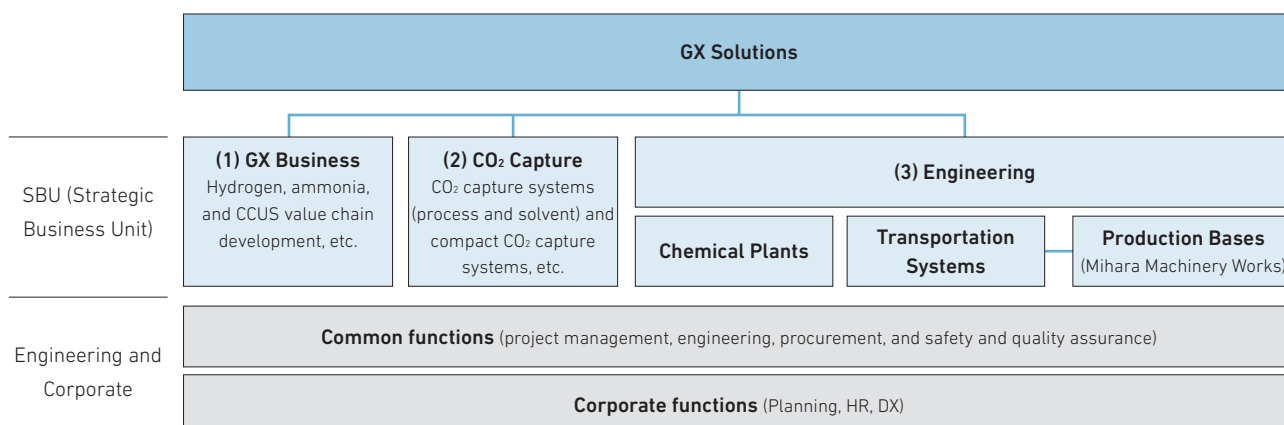 GX Solutions
SBU (Strategic
Business Unit)
(1) GX Business
Hydrogen, ammonia,
and CCUS value chain
development, etc.
(2) CO₂ Capture
CO₂ capture systems
(process and solvent) and
compact CO₂ capture
systems, etc.
(3) Engineering
Chemical Plants
Transportation
Systems
Production Bases
(Mihara Machinery Works)
Engineering and
Corporate
Common functions (project management, engineering, procurement, and safety and quality assurance)
Corporate functions (Planning, HR, DX)